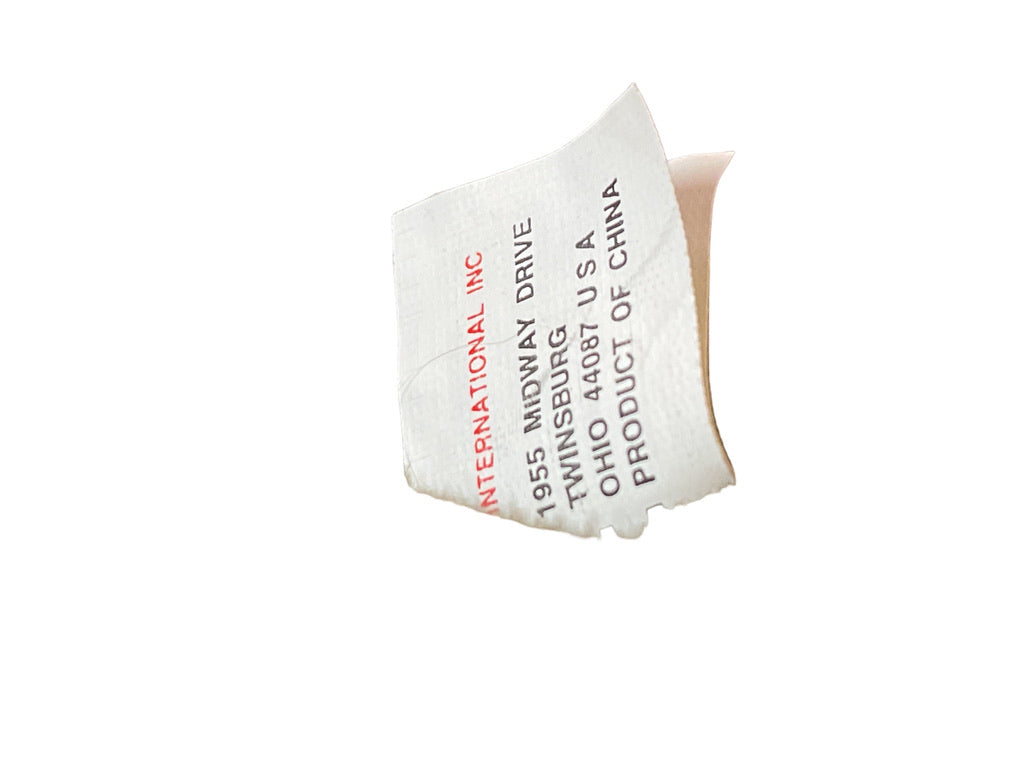 INTERNATIONAL INC
1955 MIDWAY DRIVE
TWINSBURG
OHIO 44087 U S A
PRODUCT OF CHINA